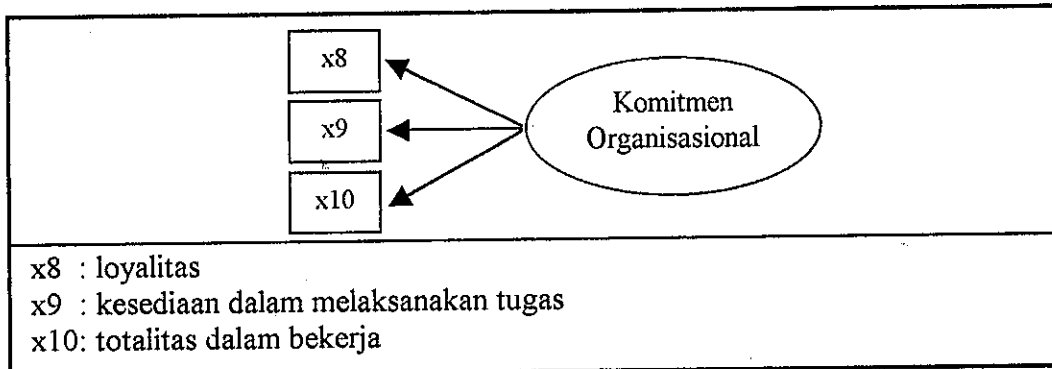 x8
x9
x10
Komitmen
Organisasional
x8 : loyalitas
x9 : kesediaan dalam melaksanakan tugas
x10: totalitas dalam bekerja